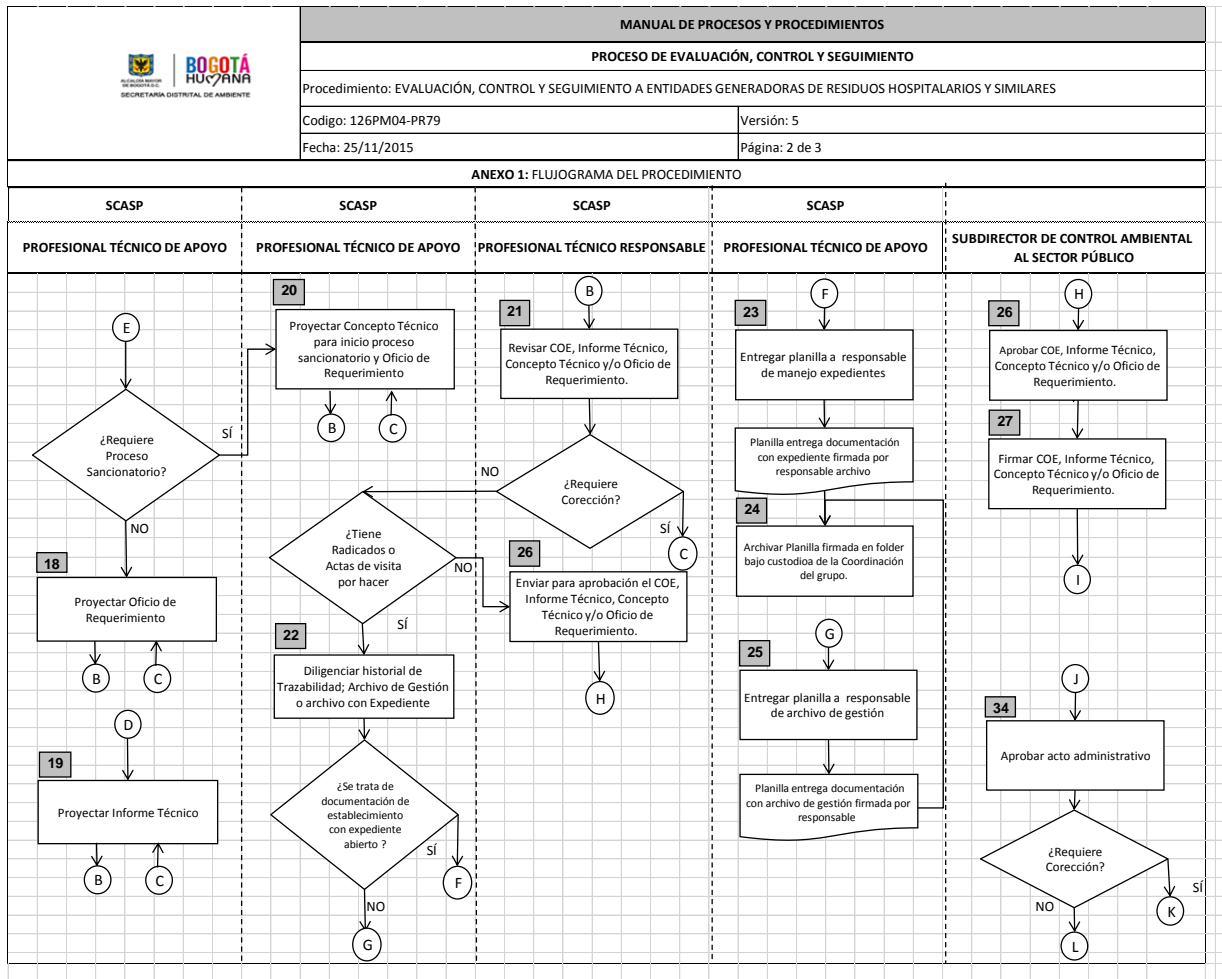 MANUAL DE PROCESOS Y PROCEDIMIENTOS
ALCALDÍA MAYOR
DE BOGOTÁ D.C.
BOGOTÁ
HUMANA
SECRETARÍA DISTRITAL DE AMBIENTE
PROCESO DE EVALUACIÓN, CONTROL Y SEGUIMIENTO
Procedimiento: EVALUACIÓN, CONTROL Y SEGUIMIENTO A ENTIDADES GENERADORAS DE RESIDUOS HOSPITALARIOS Y SIMILARES
Codigo: 126PM04-PR79
Versión: 5
Fecha: 25/11/2015
Página: 2 de 3
ANEXO 1: FLUJOGRAMA DEL PROCEDIMIENTO
SCASP
SCASP
SCASP
SCASP
PROFESIONAL TÉCNICO DE APOYO
PROFESIONAL TÉCNICO DE APOYO
PROFESIONAL TÉCNICO RESPONSABLE
PROFESIONAL TÉCNICO DE APOYO
SUBDIRECTOR DE CONTROL AMBIENTAL
AL SECTOR PÚBLICO
E
¿Requiere
Proceso
Sancionatorio?
SÍ
NO
18
Proyectar Oficio de
Requerimiento
B
C
D
19
Proyectar Informe Técnico
B
C
20
Proyectar Concepto Técnico
para inicio proceso
sancionatorio y Oficio de
Requerimiento
B
C
¿Tiene
Radicados o
Actas de visita
por hacer
NO
SÍ
22
Diligenciar historial de
Trazabilidad; Archivo de Gestión
o archivo con Expediente
¿Se trata de
documentación de
establecimiento
con expediente
abierto ?
SÍ
F
NO
G
B
21
Revisar COE, Informe Técnico,
Concepto Técnico y/o Oficio de
Requerimiento.
NO
¿Requiere
Corección?
SÍ
C
26
Enviar para aprobación el COE,
Informe Técnico, Concepto
Técnico y/o Oficio de
Requerimiento.
H
F
23
Entregar planilla a responsable
de manejo expedientes
Planilla entrega documentación
con expediente firmada por
responsable archivo
24
Archivar Planilla firmada en folder
bajo custodioa de la Coordinación
del grupo.
G
25
Entregar planilla a responsable
de archivo de gestión
Planilla entrega documentación
con archivo de gestión firmada por
responsable
H
26
Aprobar COE, Informe Técnico,
Concepto Técnico y/o Oficio de
Requerimiento.
27
Firmar COE, Informe Técnico,
Concepto Técnico y/o Oficio de
Requerimiento.
I
J
34
Aprobar acto administrativo
¿Requiere
Corección?
SÍ
K
NO
L